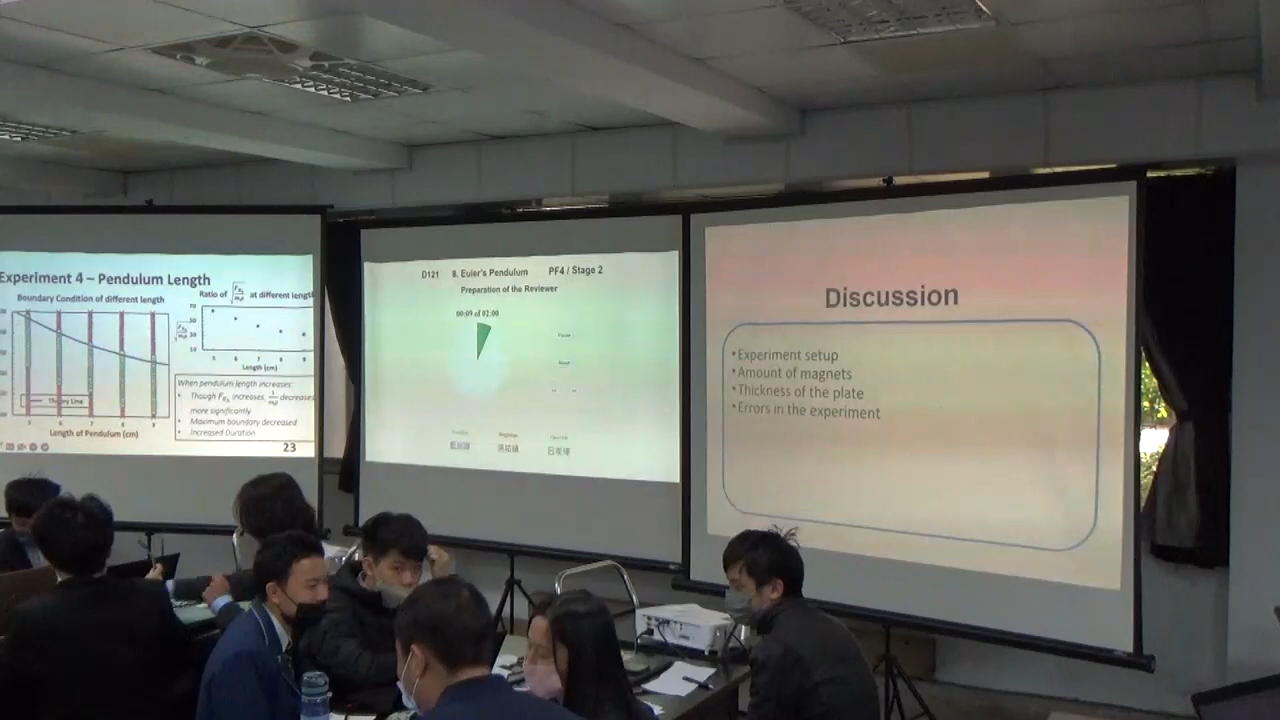 Experiment 4 – Pendulum Length
Boundary Condition of different length
Ratio of
at different length
Length (cm)
When pendulum length increases:
Though
increases,
decreases
more significantly
• Maximum boundary decreased
• Increased Duration
Theory Line
Length of Pendulum (cm)
23
D121 8. Euler's Pendulum PF4 / Stage 2
Preparation of the Reviewer
00:09 of 02:00
Discussion
• Experiment setup
• Amount of magnets
• Thickness of the plate
• Errors in the experiment